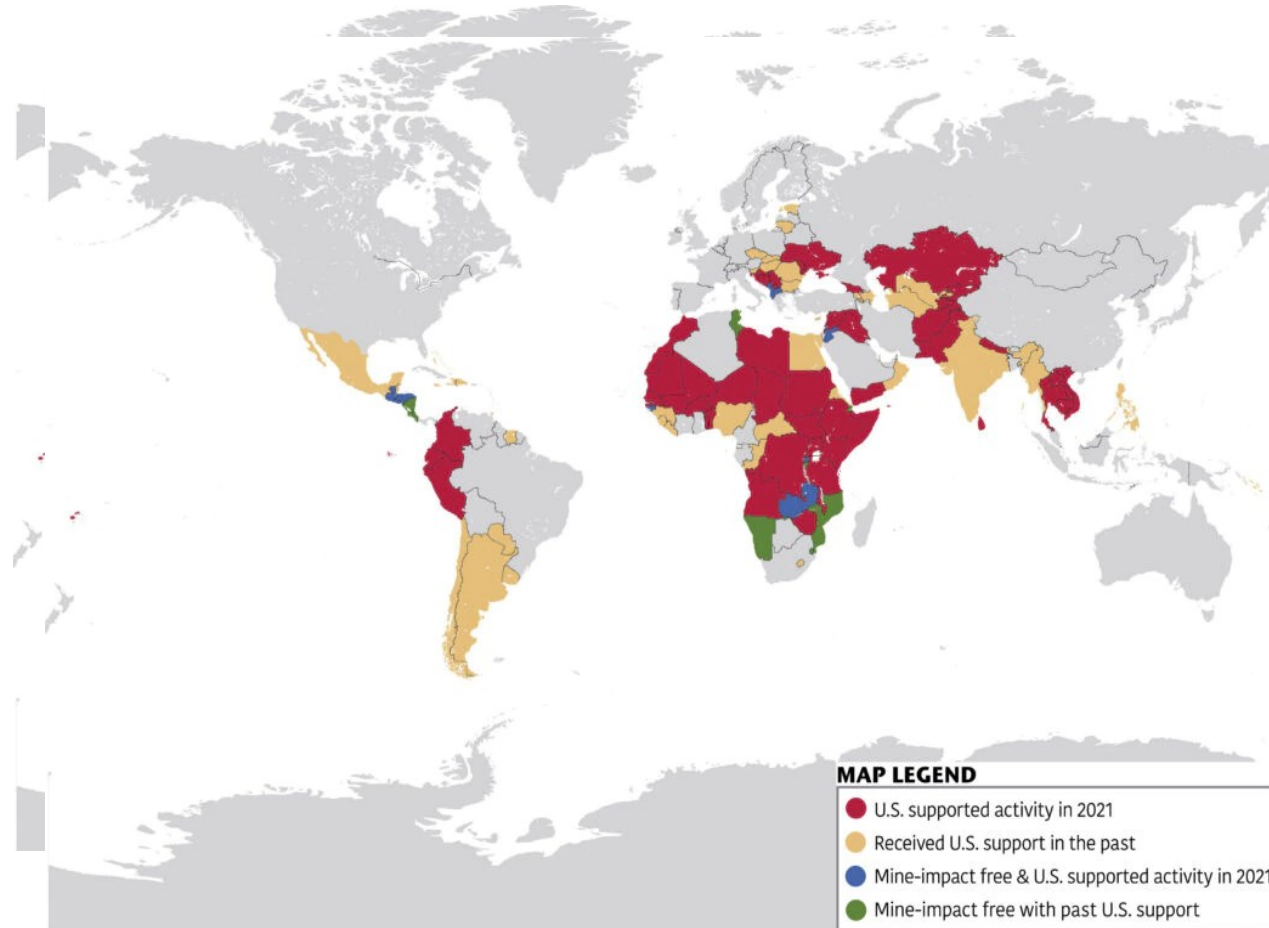 MAP LEGEND
U.S. supported activity in 2021
Received U.S. support in the past
Mine-impact free & U.S. supported activity in 2021
Mine-impact free with past U.S. support